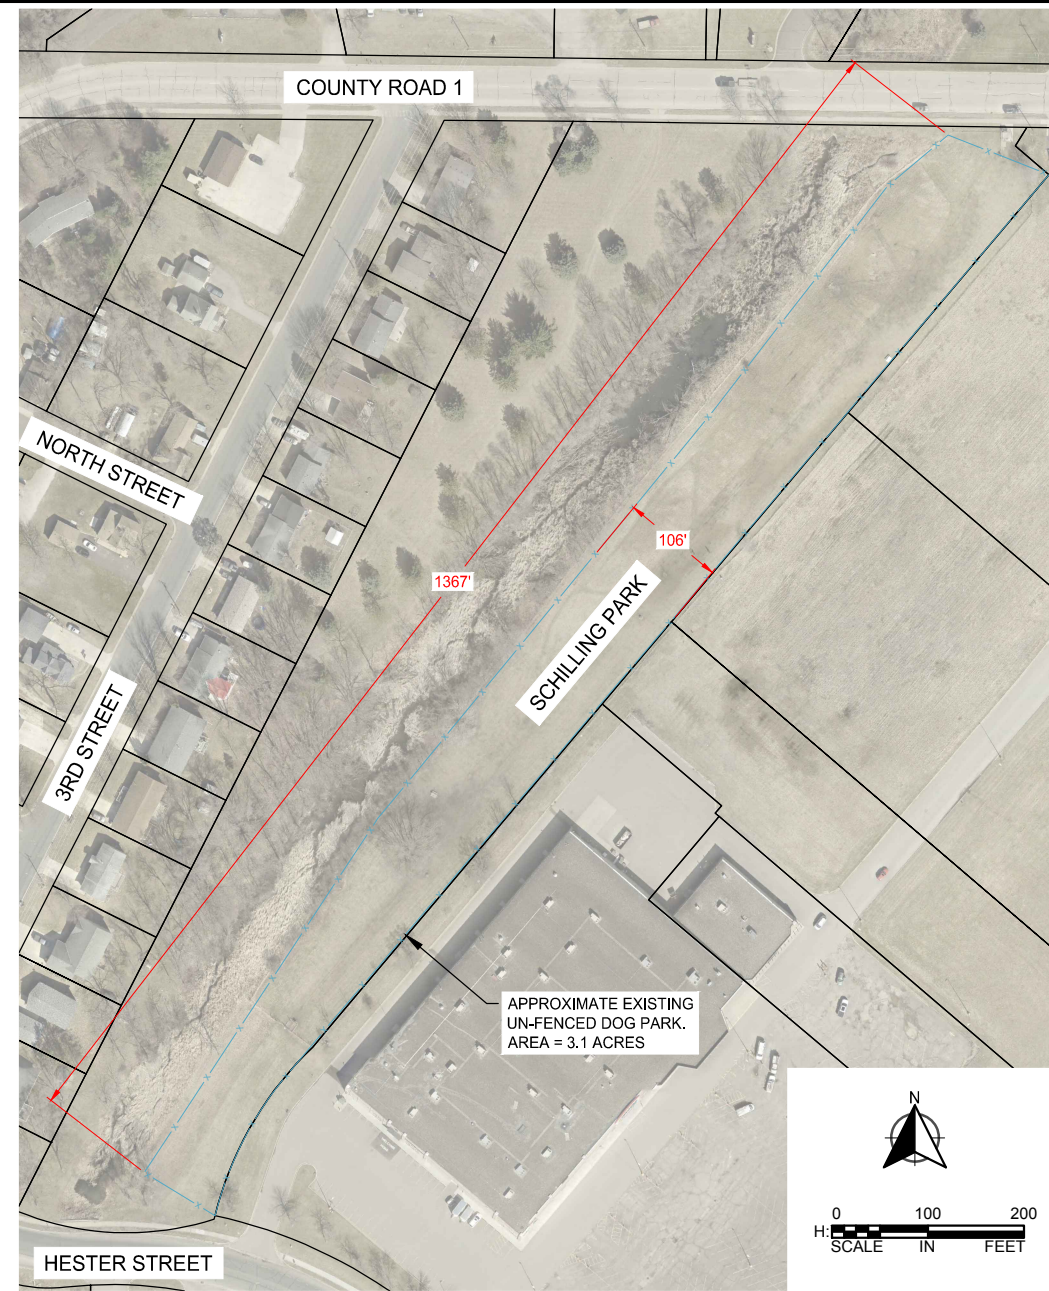 COUNTY ROAD 1
NORTH STREET
106'
1367'
SCHILLING PARK
3RD STREET
APPROXIMATE EXISTING
UN-FENCED DOG PARK.
AREA = 3.1 ACRES
N
0 100 200
H:
SCALE IN FEET
HESTER STREET